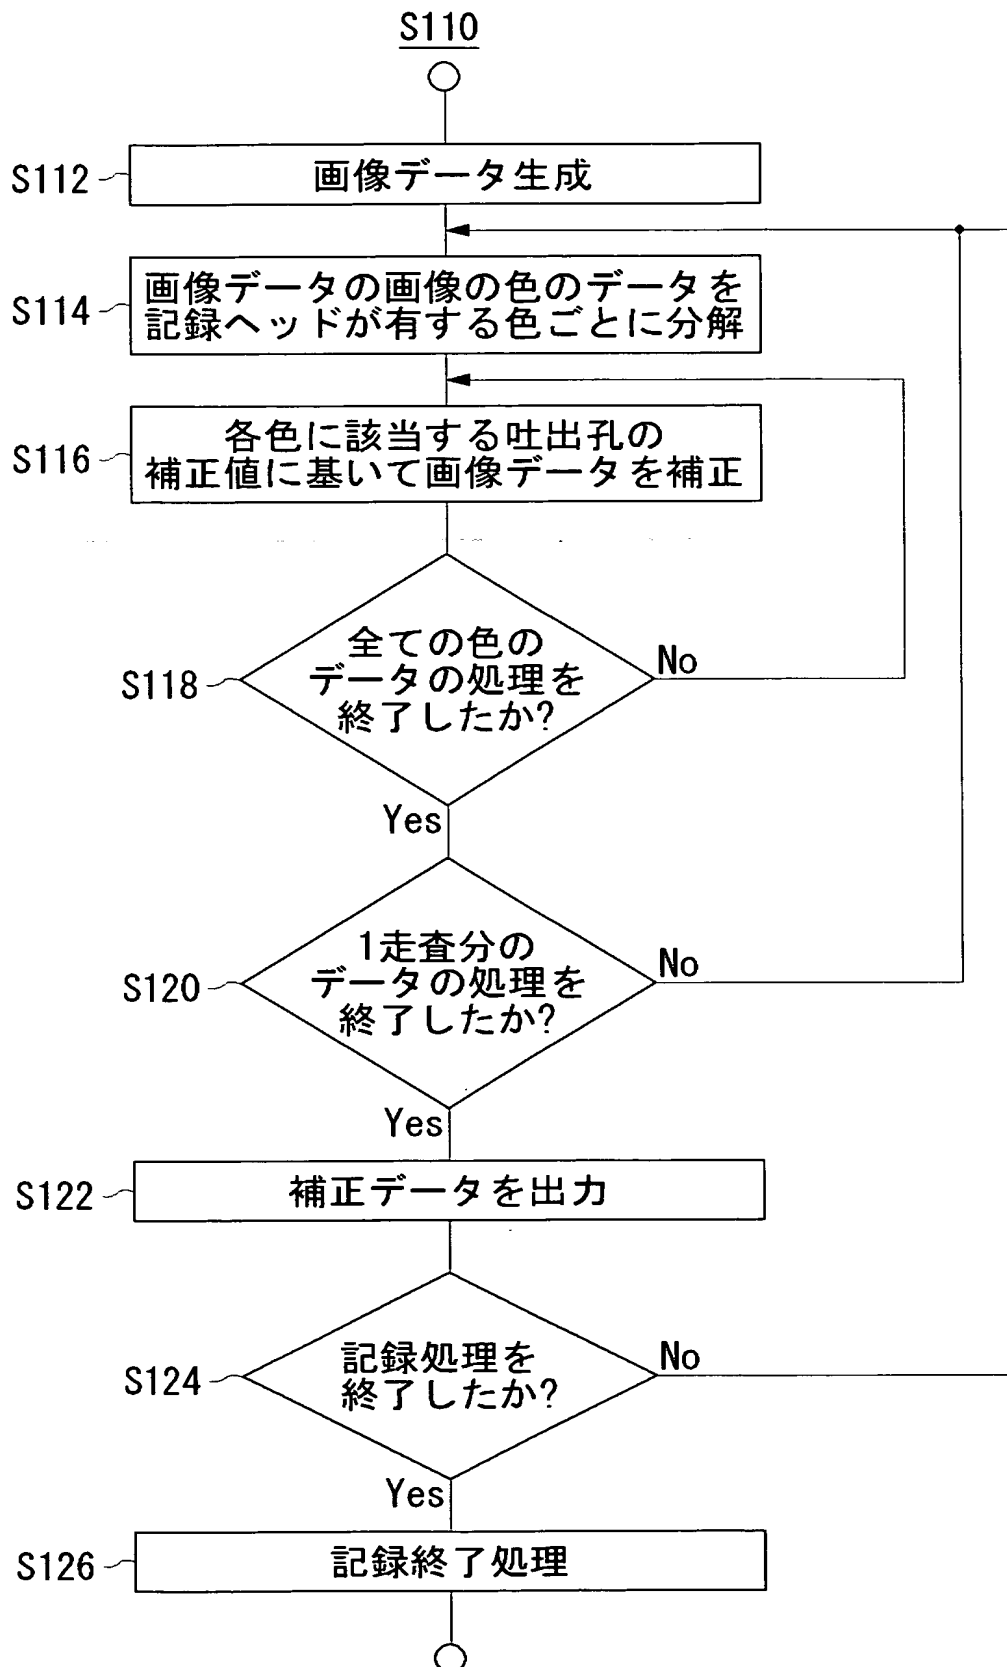 S110
S112
画像データ生成
S114
画像データの画像の色のデータを
記録ヘッドが有する色ごとに分解
S116
各色に該当する吐出孔の
補正値に基いて画像データを補正
S118
全ての色の
データの処理を
終了したか?
No
Yes
S120
1走査分の
データの処理を
終了したか?
No
Yes
S122
補正データを出力
S124
記録処理を
終了したか?
No
Yes
S126
記録終了処理